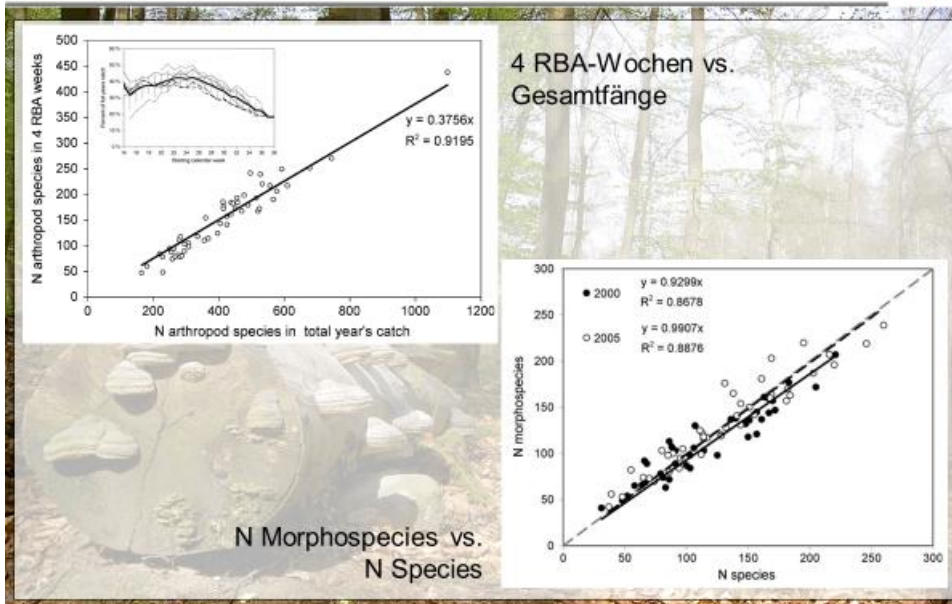 500
450
400
350
300
250
200
150
100
50
0
N arthropod species in 4 RBA weeks
0 200 400 600 800 1000 1200
N arthropod species in total year's catch
y = 0.3756x
R² = 0.9195
Starting calendar week
4 RBA-Wochen vs.
Gesamtfänge
300
250
200
150
100
50
0
N morphospecies
2000
y = 0.9299x
R² = 0.8678
2005
y = 0.9907x
R² = 0.8876
0 50 100 150 200 250 300
N species
N Morphospecies vs.
N Species